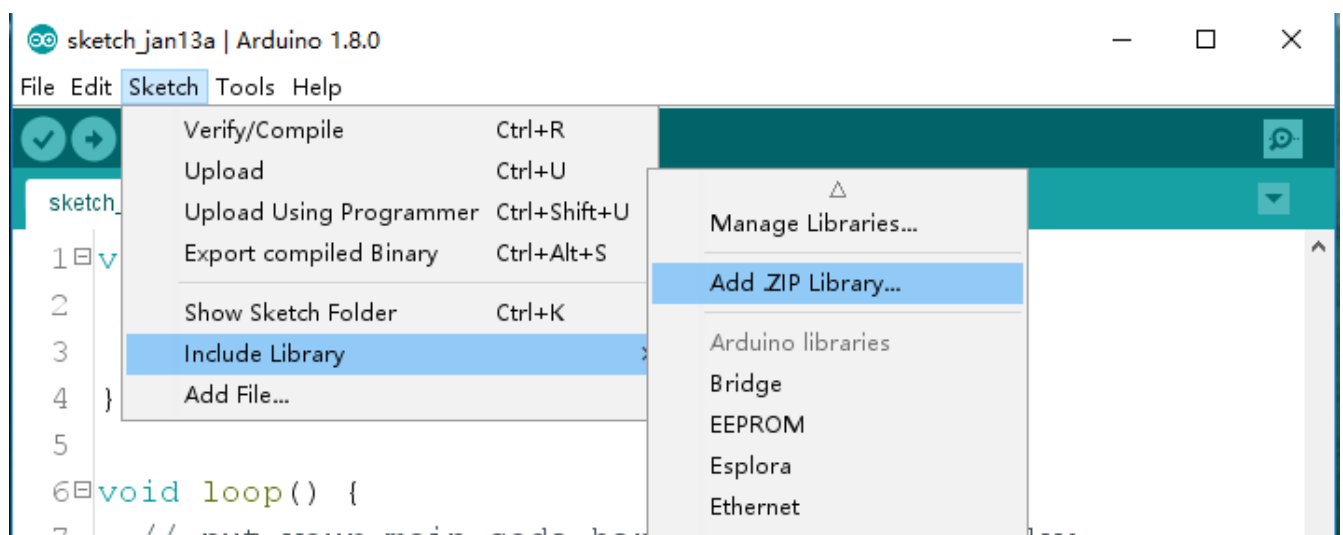 sketch_jan13a | Arduino 1.8.0
File Edit Sketch Tools Help
Verify/Compile Ctrl+R
Upload Ctrl+U
Upload Using Programmer Ctrl+Shift+U
Export compiled Binary Ctrl+Alt+S
Show Sketch Folder Ctrl+K
Include Library
Add File...
△
Manage Libraries...
Add .ZIP Library...
Arduino libraries
Bridge
EEPROM
Esplora
Ethernet
sketch_
1 v
2
3
4 }
5
6 void loop() {